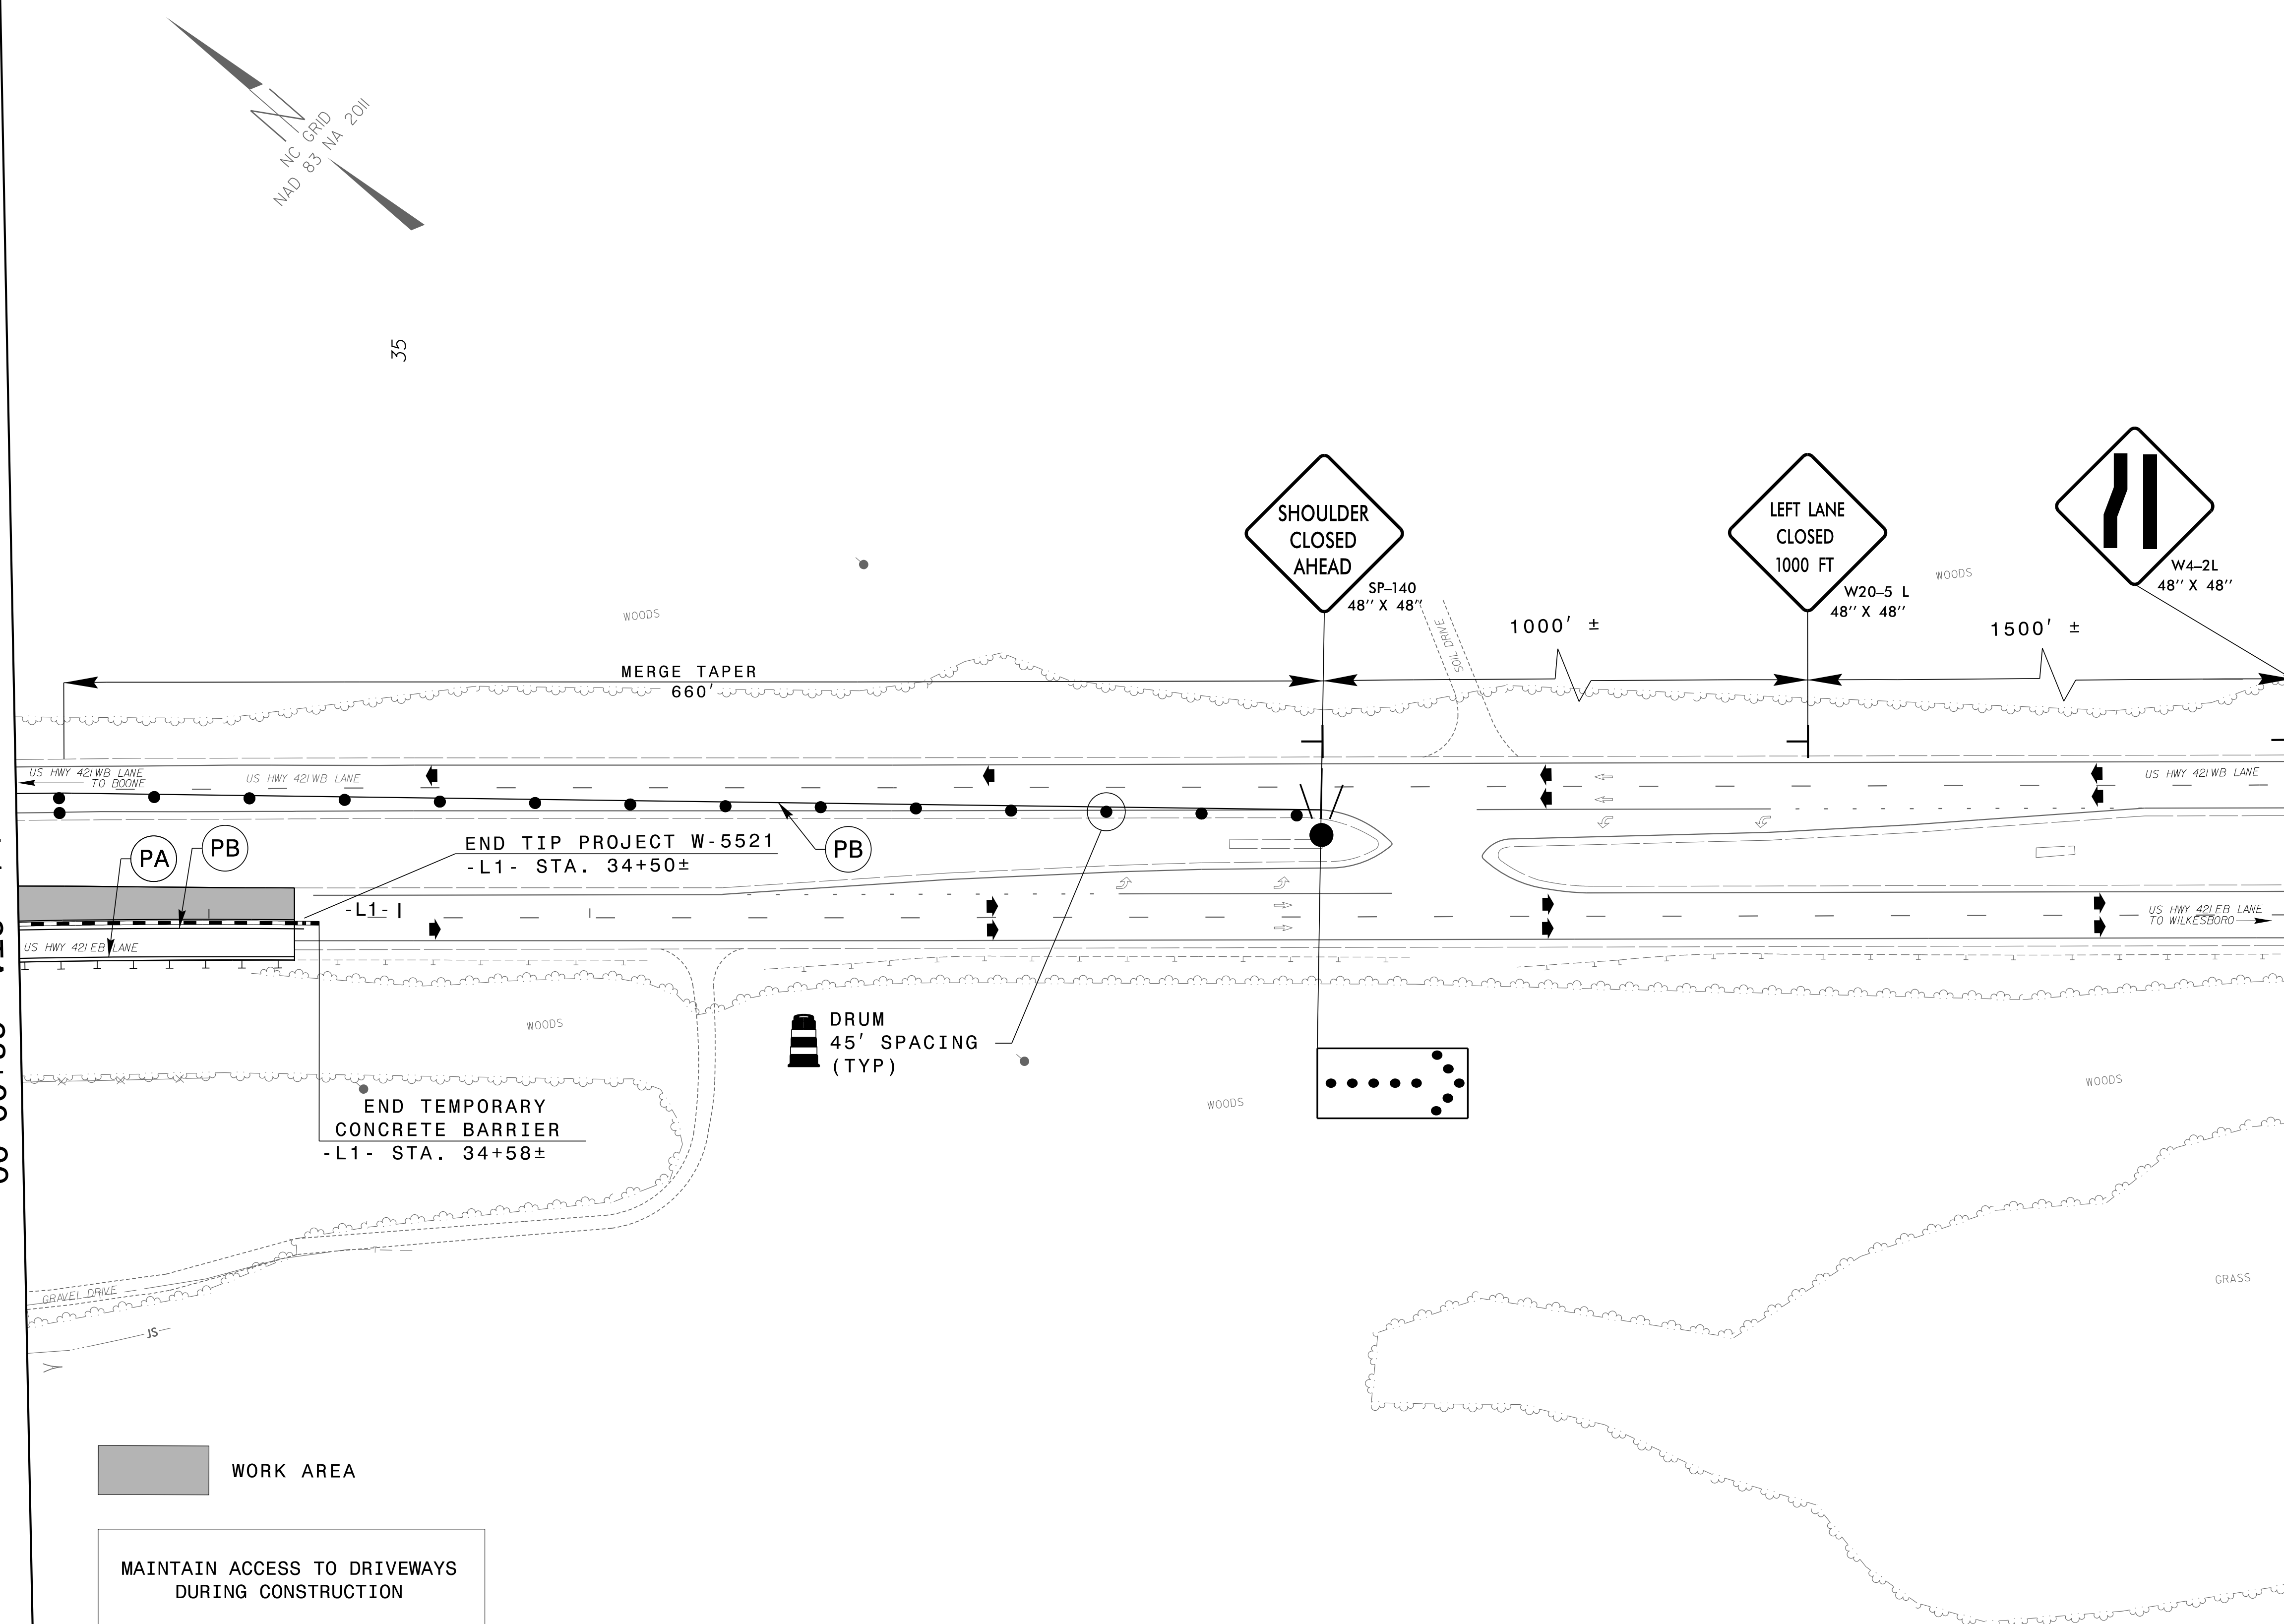 NC GRID
NAD 83 NA 2011
35
SHOULDER
CLOSED
AHEAD
SP-140
48'' X 48''
LEFT LANE
CLOSED
1000 FT
W20-5 L
48'' X 48''
W4-2L
48'' X 48''
WOODS
WOODS
SOIL DRIVE
1000' ±
1500' ±
MERGE TAPER
660'
US HWY 421 WB LANE
TO BOONE
US HWY 421 WB LANE
US HWY 421 WB LANE
PA
PB
END TIP PROJECT W-5521
-L1- STA. 34+50±
PB
-L1-
US HWY 421 EB LANE
TO WILKESBORO
US HWY 421 EB LANE
WOODS
DRUM
45' SPACING
(TYP)
WOODS
WOODS
END TEMPORARY
CONCRETE BARRIER
-L1- STA. 34+58±
GRAVEL DRIVE
JS
GRASS
WORK AREA
MAINTAIN ACCESS TO DRIVEWAYS
DURING CONSTRUCTION